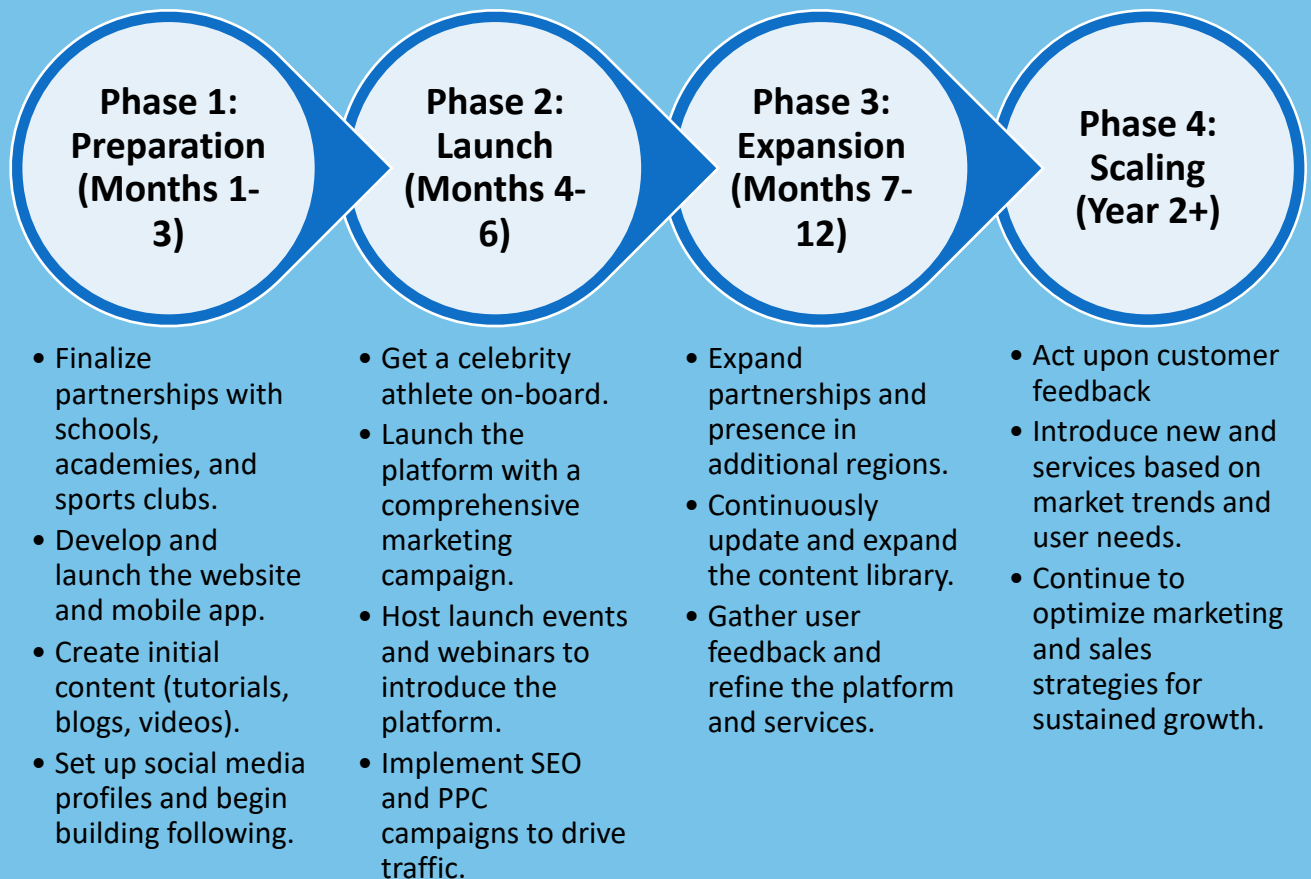 Phase 1:
Preparation
(Months 1-
3)
• Finalize
partnerships with
schools,
academies, and
sports clubs.
• Develop and
launch the website
and mobile app.
• Create initial
content (tutorials,
blogs, videos).
• Set up social media
profiles and begin
building following.
Phase 2:
Launch
(Months 4-
6)
• Get a celebrity
athlete on-board.
• Launch the
platform with a
comprehensive
marketing
campaign.
• Host launch events
and webinars to
introduce the
platform.
• Implement SEO
and PPC
campaigns to drive
traffic.
Phase 3:
Expansion
(Months 7-
12)
• Expand
partnerships and
presence in
additional regions.
• Continuously
update and expand
the content library.
• Gather user
feedback and
refine the platform
and services.
Phase 4:
Scaling
(Year 2+)
• Act upon customer
feedback
• Introduce new and
services based on
market trends and
user needs.
• Continue to
optimize marketing
and sales
strategies for
sustained growth.